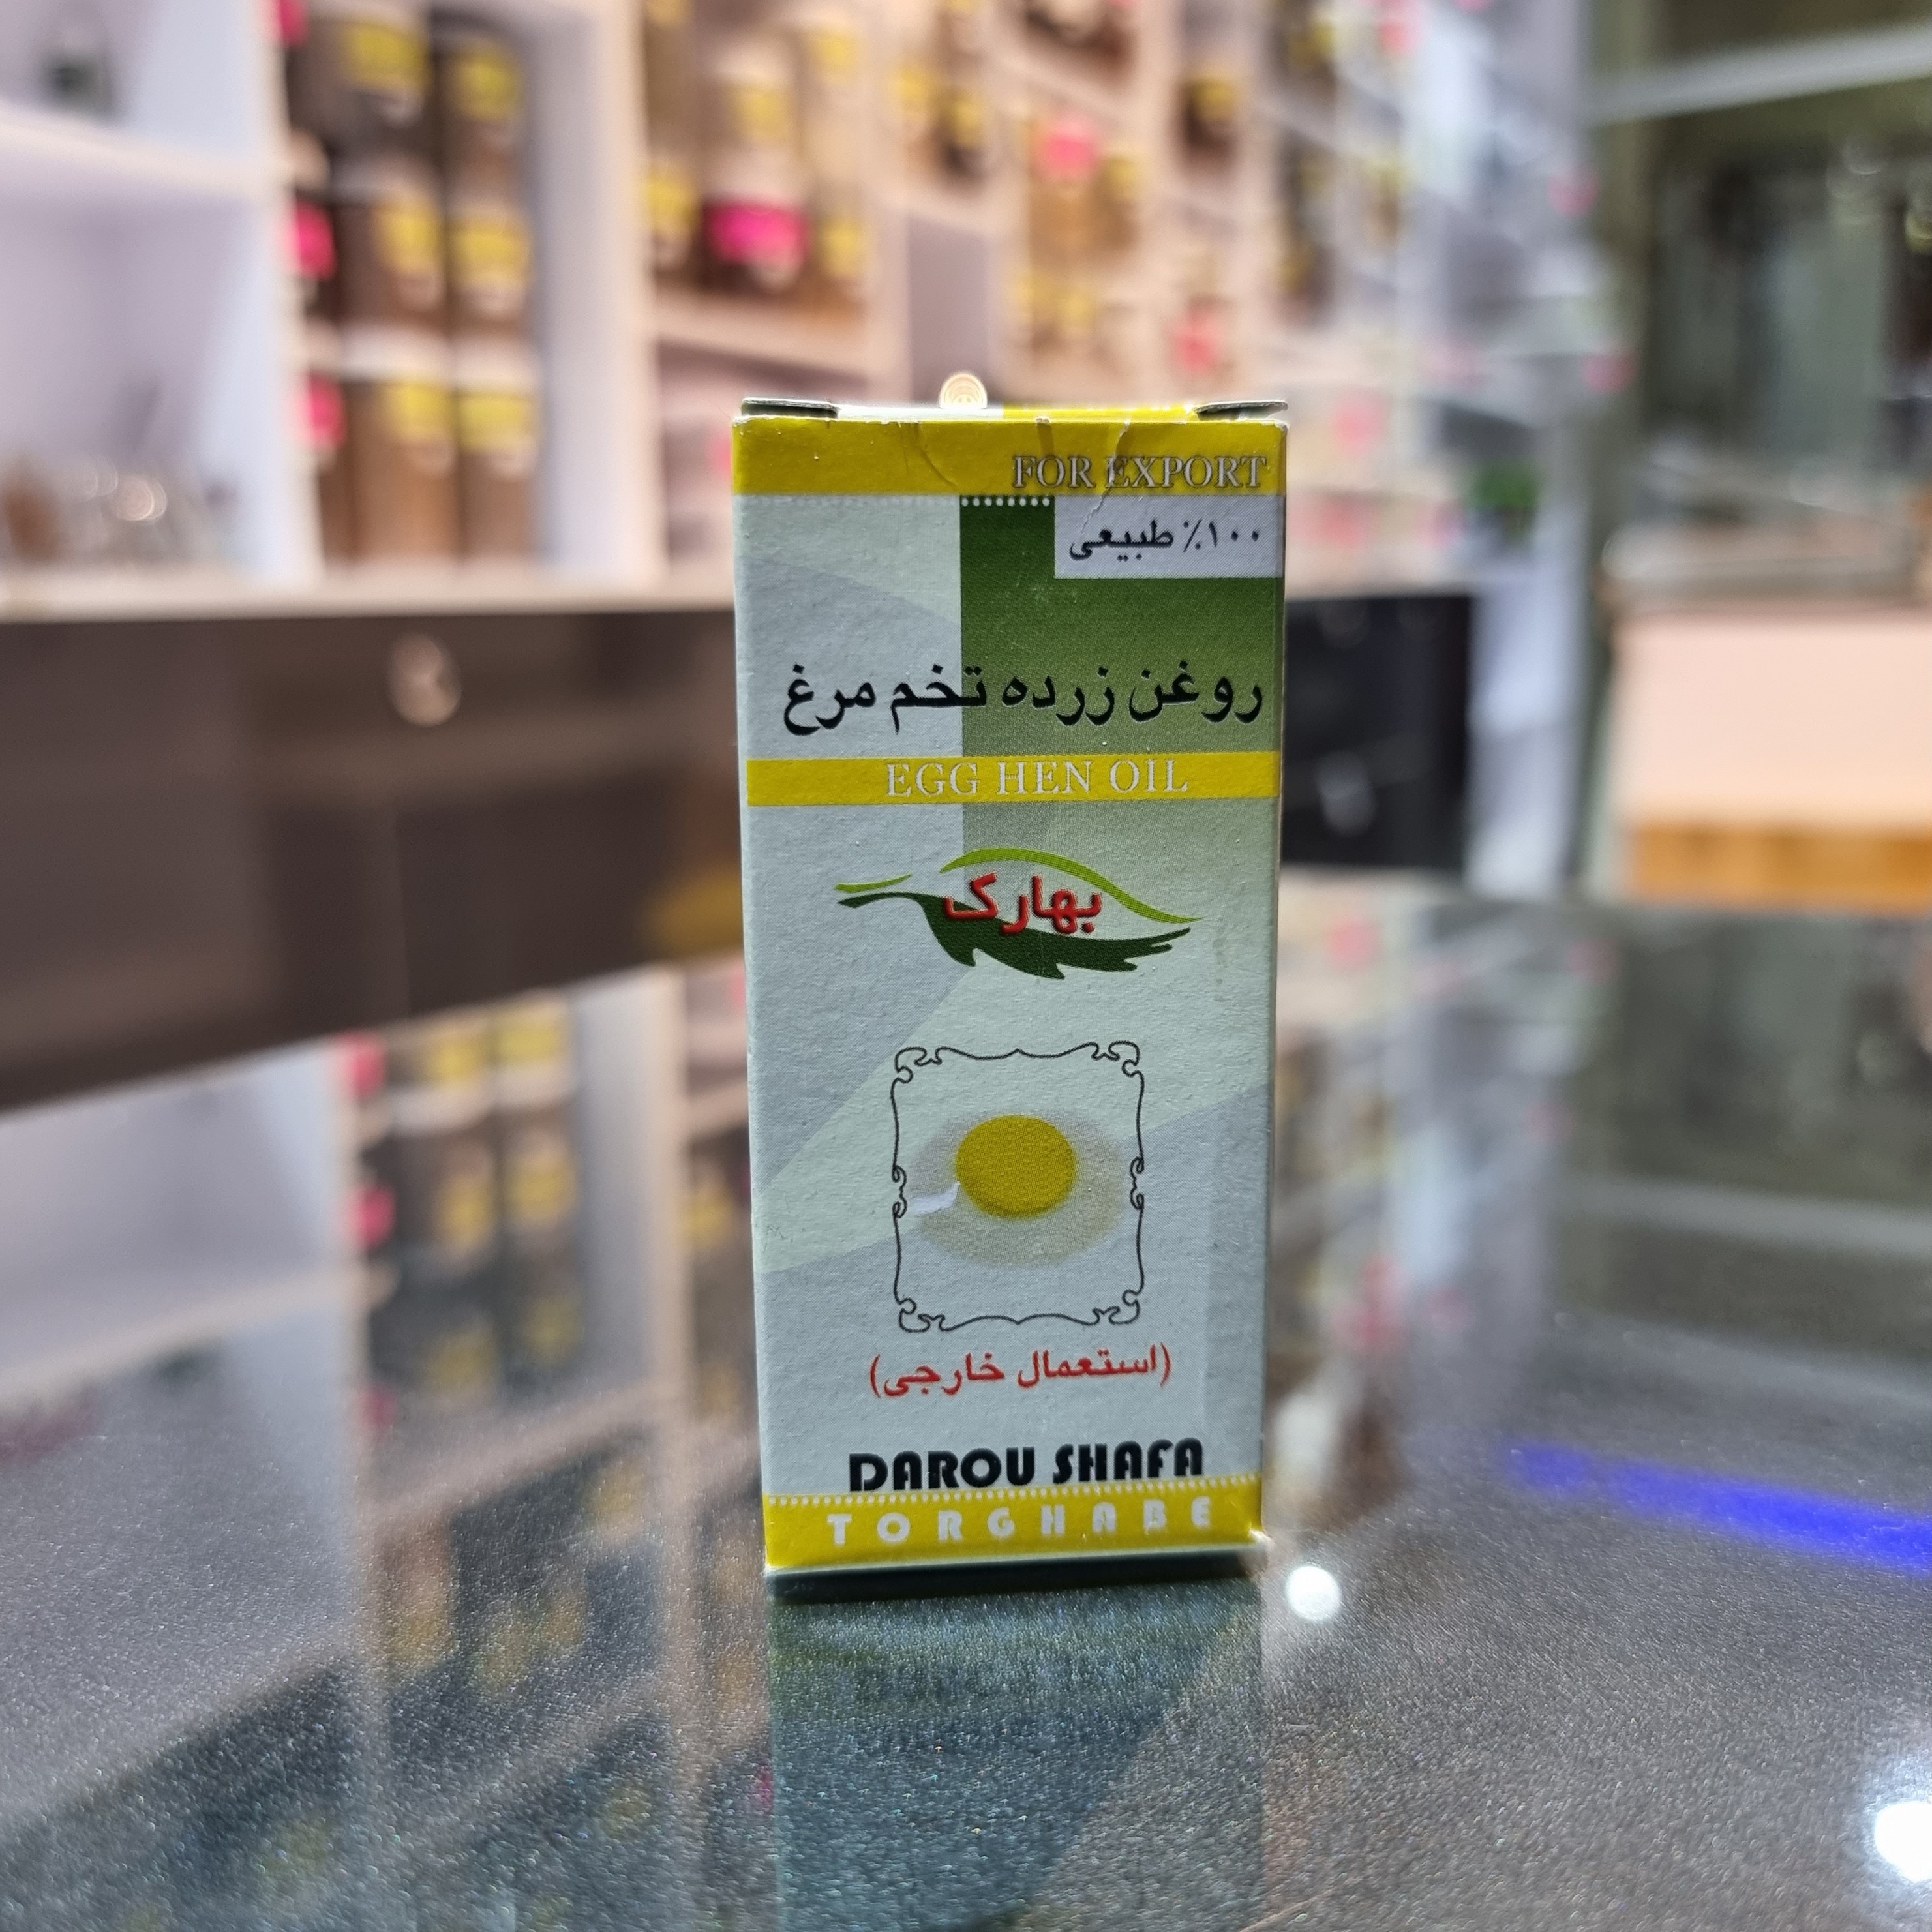 FOR EXPORT
۱۰۰٪ طبیعی
روغن زرده تخم مرغ
EGG HEN OIL
بهارک
(استعمال خارجی)
DAROU SHAFA
TORGHABE